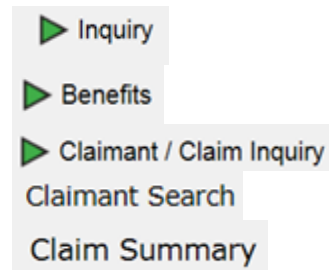 Inquiry
Benefits
Claimant / Claim Inquiry
Claimant Search
Claim Summary